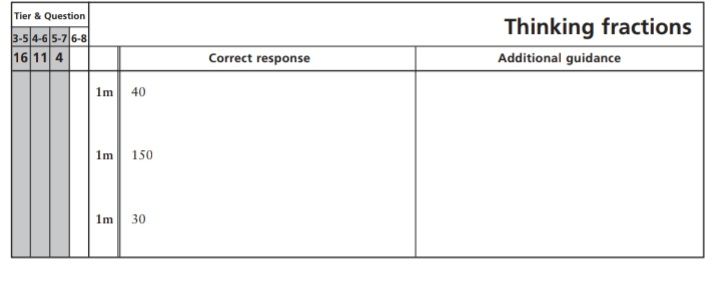 Tier & Question
Thinking fractions
3-5 4-6 5-7 6-8
16 11 4 Correct response Additional guidance
1m 40
1m 150
1m 30